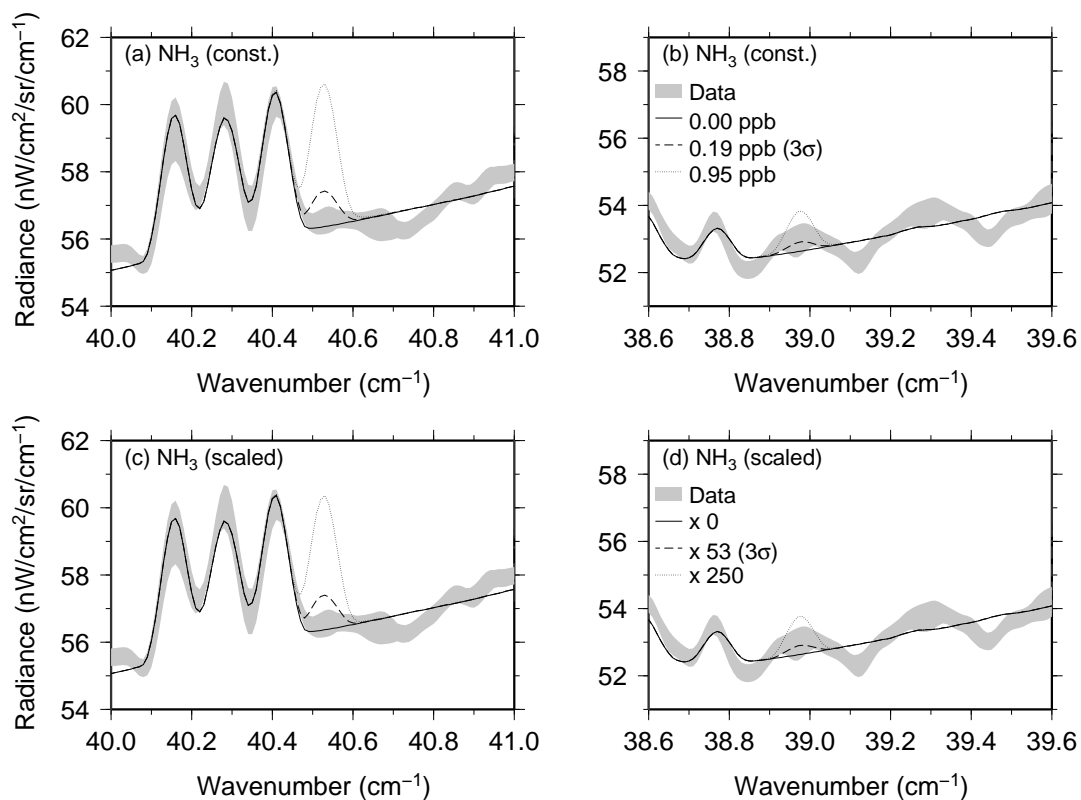 62
60
58
56
54
Radiance (nW/cm²/sr/cm⁻¹)
(a) NH₃ (const.)
40.0 40.2 40.4 40.6 40.8 41.0
Wavenumber (cm⁻¹)
58
56
54
52
(b) NH₃ (const.)
Data
0.00 ppb
0.19 ppb (3σ)
0.95 ppb
38.6 38.8 39.0 39.2 39.4 39.6
Wavenumber (cm⁻¹)
62
60
58
56
54
Radiance (nW/cm²/sr/cm⁻¹)
(c) NH₃ (scaled)
40.0 40.2 40.4 40.6 40.8 41.0
Wavenumber (cm⁻¹)
58
56
54
52
(d) NH₃ (scaled)
Data
x 0
x 53 (3σ)
x 250
38.6 38.8 39.0 39.2 39.4 39.6
Wavenumber (cm⁻¹)